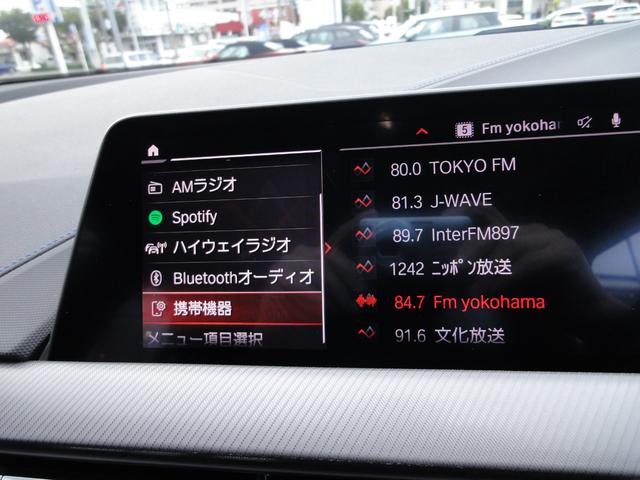 5 Fm yokoha
AMラジオ
Spotify
ハイウェイラジオ
Bluetoothオーディオ
携帯機器
メニュー項目選択
80.0 TOKYO FM
81.3 J-WAVE
89.7 InterFM897
1242 ニッポン放送
84.7 Fm yokohama
91.6 文化放送